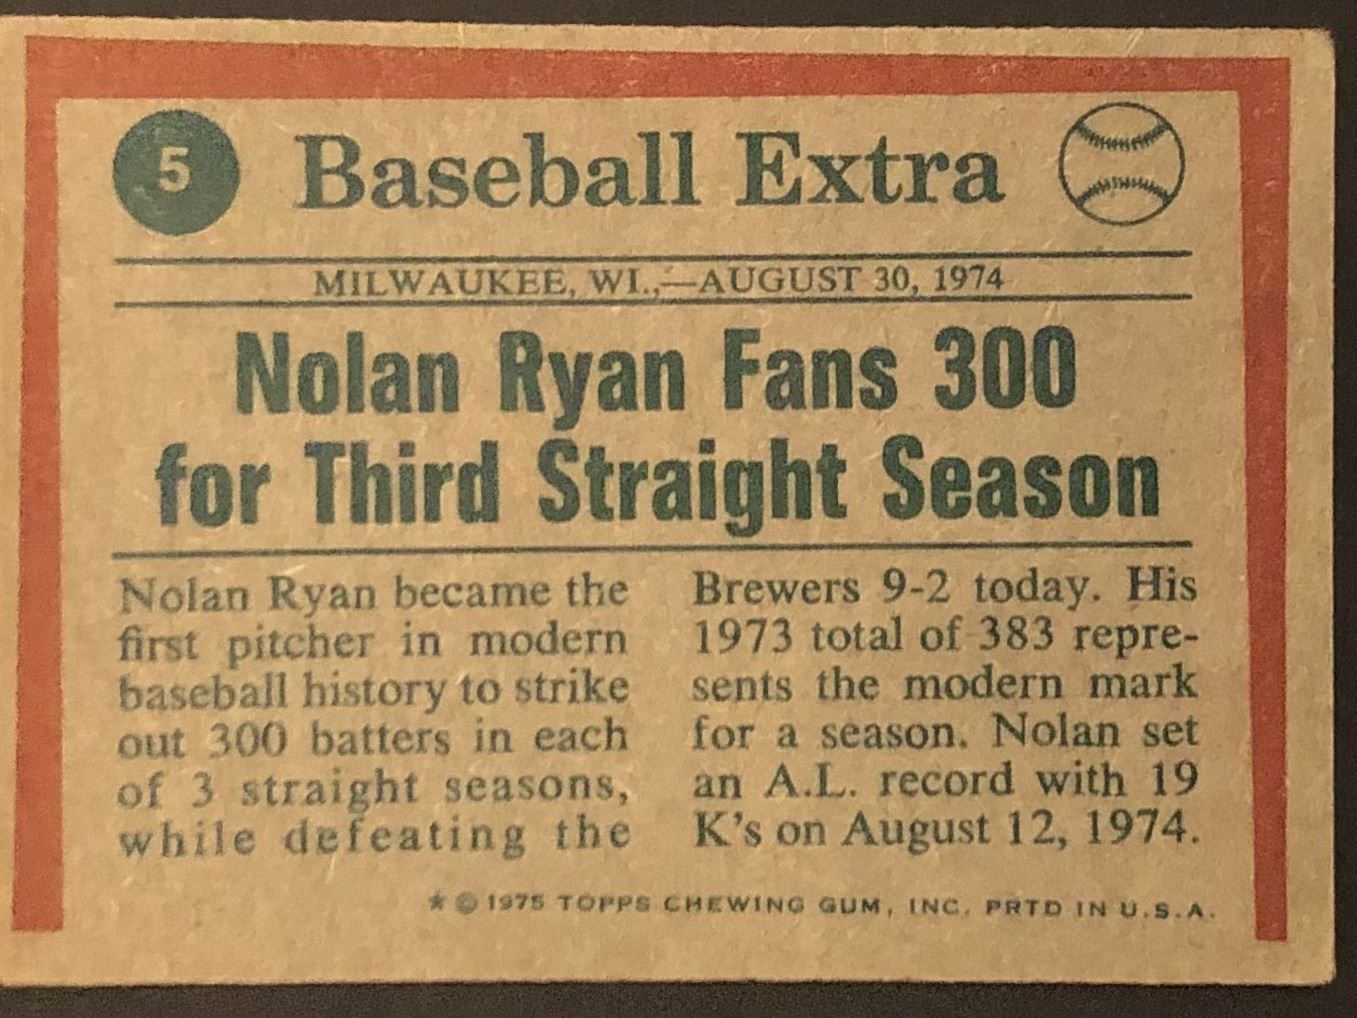 5
Baseball Extra
MILWAUKEE, WI.,—AUGUST 30, 1974
Nolan Ryan Fans 300
for Third Straight Season
Nolan Ryan became the
first pitcher in modern
baseball history to strike
out 300 batters in each
of 3 straight seasons,
while defeating the
Brewers 9-2 today. His
1973 total of 383 repre-
sents the modern mark
for a season. Nolan set
an A.L. record with 19
K's on August 12, 1974.
* © 1975 TOPPS CHEWING GUM, INC. PRTD IN U.S.A.